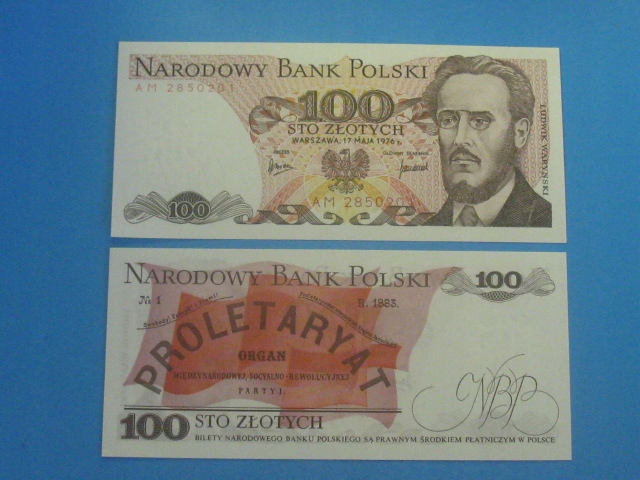 NARODOWY BANK POLSKI
AM 2850201
100
STO ZŁOTYCH
WARSZAWA, 17 MAJA 1976 r.
PREZES GŁÓWNY SKARBNIK
LUDWIK WARYŃSKI
100
AM 2850201
NARODOWY BANK POLSKI
100
№ 1 R. 1883.
PROLETARYAT
ORGAN
MIĘDZYNARODOWEJ SOCYALNO-REWOLUCYJNEJ
PARTYI.
NBP
100 STO ZŁOTYCH
BILETY NARODOWEGO BANKU POLSKIEGO SĄ PRAWNYM ŚRODKIEM PŁATNICZYM W POLSCE